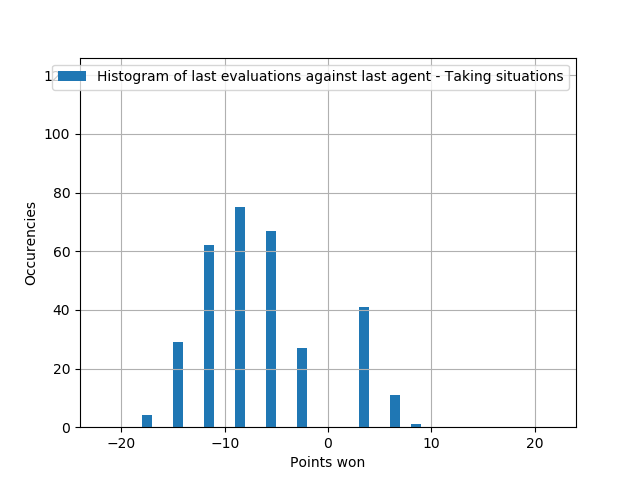 Histogram of last evaluations against last agent - Taking situations
120
100
80
60
40
20
0
Occurencies
−20 −10 0 10 20
Points won